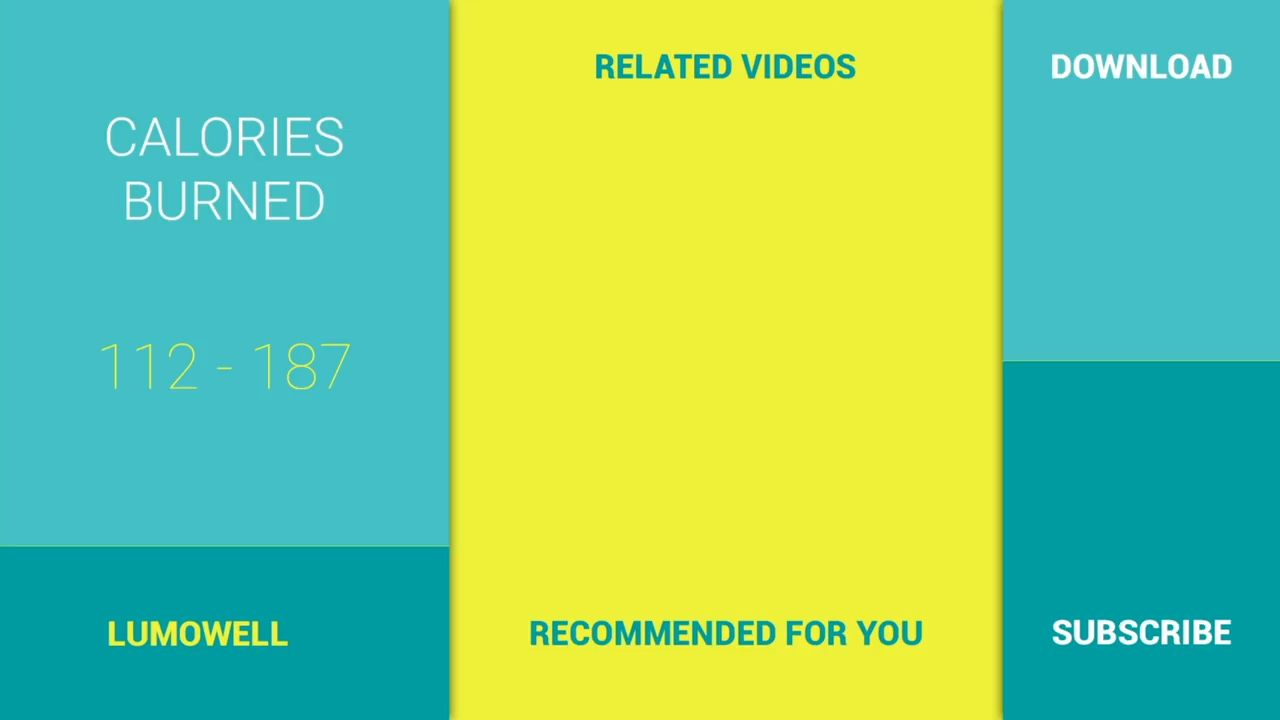 CALORIES
BURNED
112 - 187
LUMOWELL
RELATED VIDEOS
RECOMMENDED FOR YOU
DOWNLOAD
SUBSCRIBE